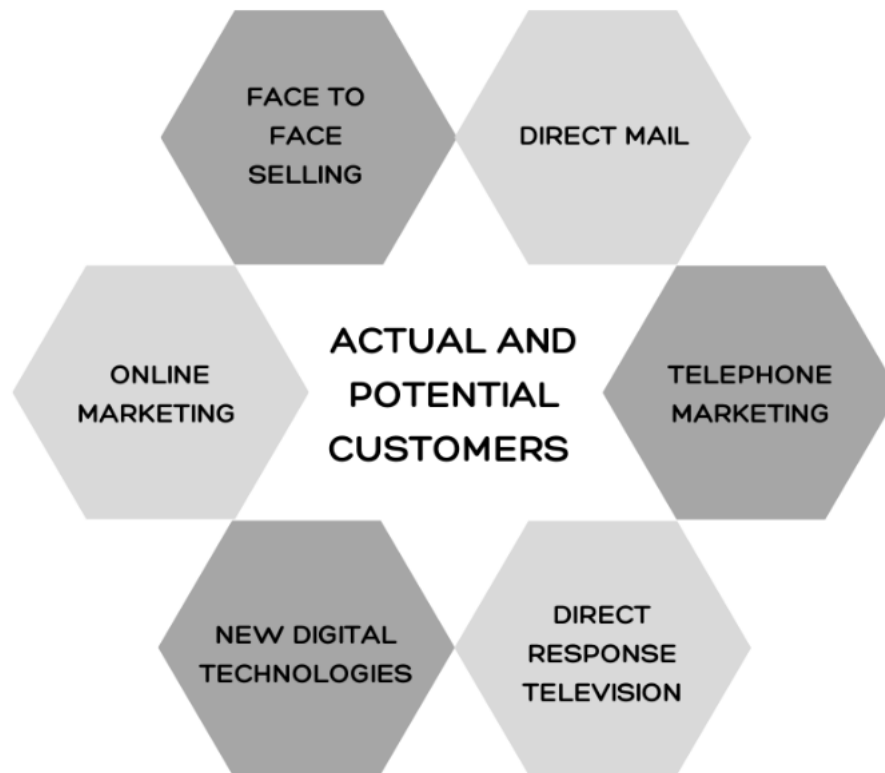 FACE TO
FACE
SELLING
DIRECT MAIL
ACTUAL AND
POTENTIAL
CUSTOMERS
ONLINE
MARKETING
TELEPHONE
MARKETING
NEW DIGITAL
TECHNOLOGIES
DIRECT
RESPONSE
TELEVISION